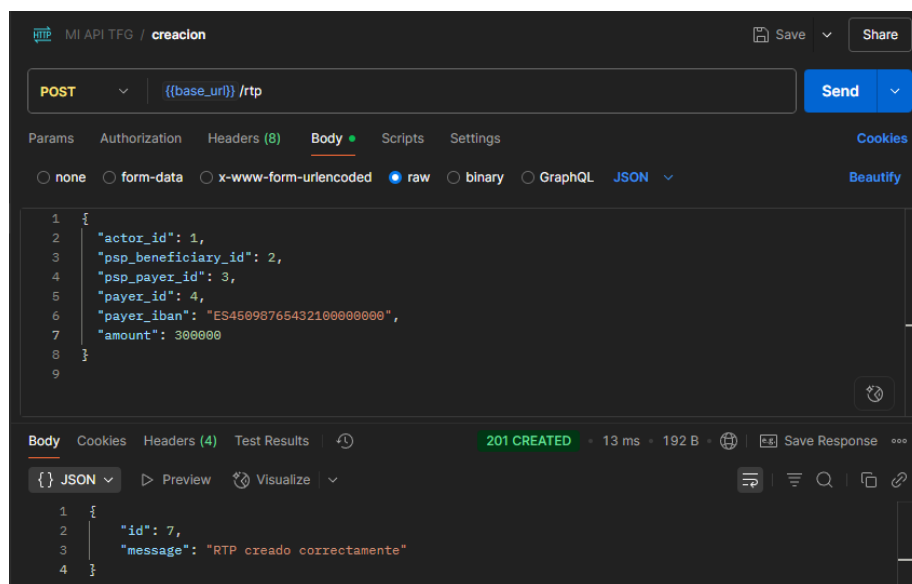 HTTP MI API TFG / creacion Save Share
POST {{base_url}} /rtp Send
Params Authorization Headers (8) Body Scripts Settings Cookies
none form-data x-www-form-urlencoded raw binary GraphQL JSON Beautify
1 {
2 "actor_id": 1,
3 "psp_beneficiary_id": 2,
4 "psp_payer_id": 3,
5 "payer_id": 4,
6 "payer_iban": "ES45098765432100000000",
7 "amount": 300000
8 }
9
Body Cookies Headers (4) Test Results 201 CREATED 13 ms 192 B e.g. Save Response
{} JSON Preview Visualize
1 {
2 "id": 7,
3 "message": "RTP creado correctamente"
4 }